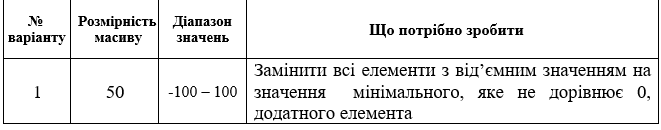 № варіанту
Розмірність масиву
Діапазон значень
Що потрібно зробити
1
50
-100 – 100
Замінити всі елементи з від’ємним значенням на
значення мінімального, яке не дорівнює 0,
додатного елемента